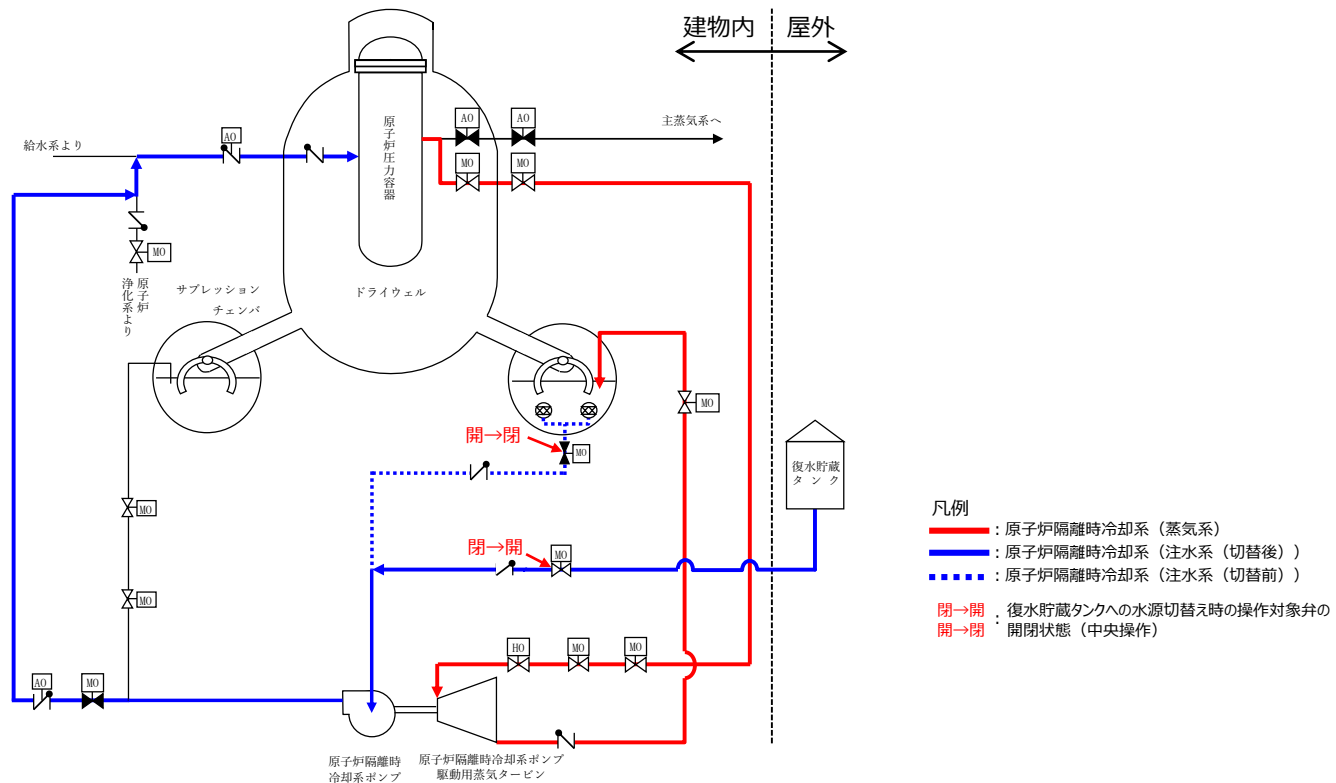 建物内
屋外
AO
AO
主蒸気系へ
給水系より
AO
原子炉圧力容器
MO
MO
MO
原子炉
浄化系より
サプレッション
チェンバ
ドライウェル
MO
開→閉
MO
復水貯蔵
タンク
MO
閉→開
MO
MO
HO
MO
MO
AO
MO
原子炉隔離時
冷却系ポンプ
原子炉隔離時冷却系ポンプ
駆動用蒸気タービン
凡例
：原子炉隔離時冷却系（蒸気系）
：原子炉隔離時冷却系（注水系（切替後））
：原子炉隔離時冷却系（注水系（切替前））
閉→開
開→閉
：
復水貯蔵タンクへの水源切替え時の操作対象弁の
開閉状態（中央操作）